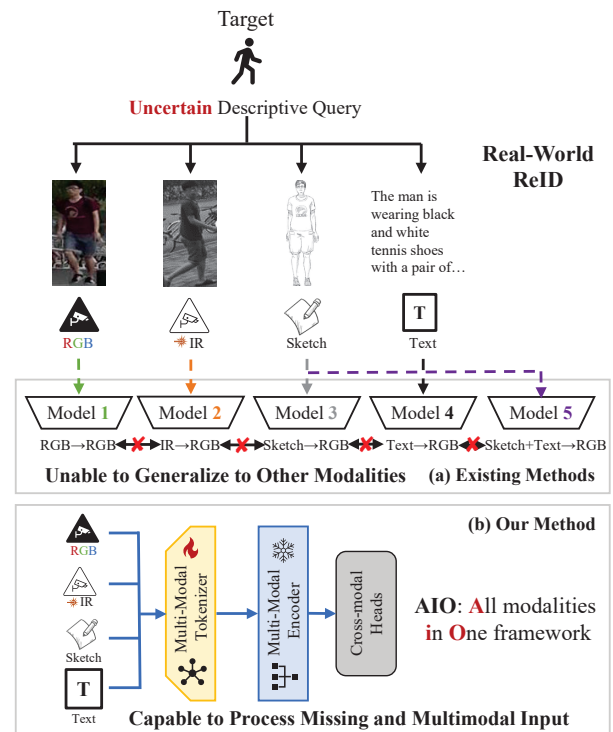 Target
Uncertain Descriptive Query
Real-World
ReID
The man is
wearing black
and white
tennis shoes
with a pair of…
T
RGB
IR
Sketch
Text
Model 1
Model 2
Model 3
Model 4
Model 5
RGB→RGB
IR→RGB
Sketch→RGB
Text→RGB
Sketch+Text→RGB
Unable to Generalize to Other Modalities
(a) Existing Methods
(b) Our Method
RGB
IR
Sketch
T
Text
Multi-Modal
Tokenizer
Multi-Modal
Encoder
Cross-modal
Heads
AIO: All modalities
in One framework
Capable to Process Missing and Multimodal Input